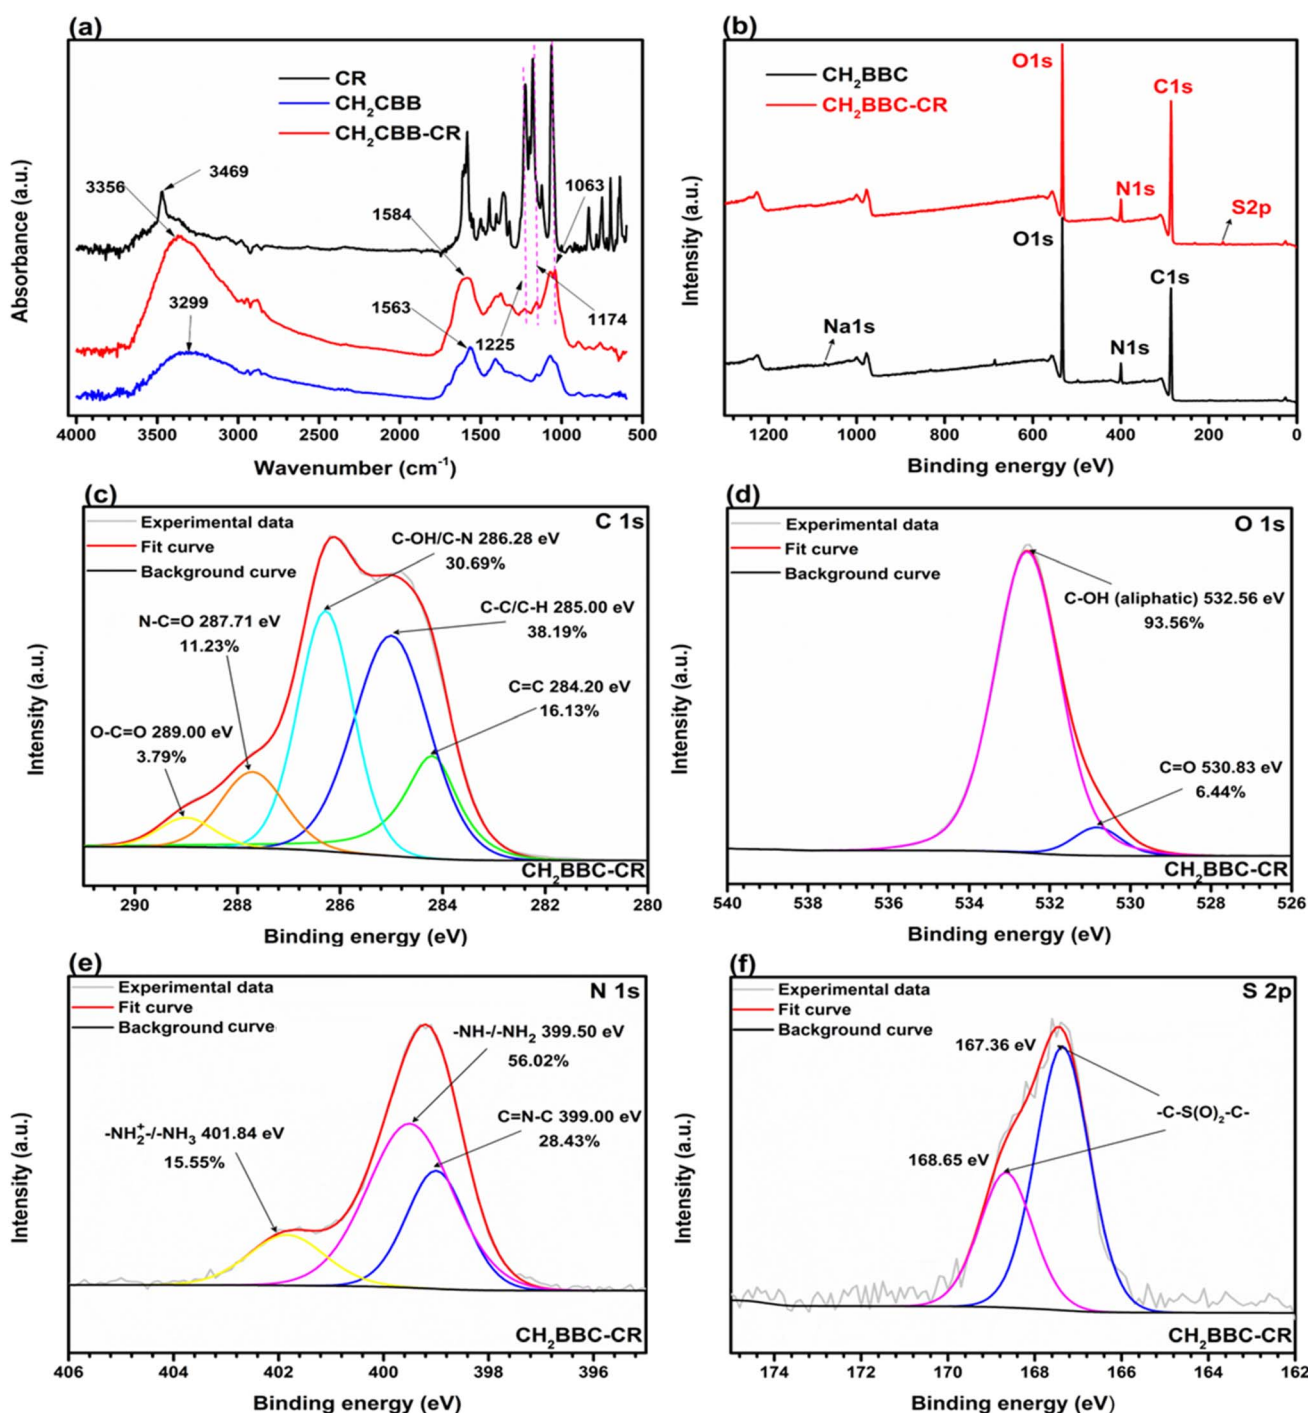 (a)
CR
CH₂CBB
CH₂CBB-CR
3469
3356
3299
1584
1563
1063
1174
1225
4000 3500 3000 2500 2000 1500 1000 500
Wavenumber (cm⁻¹)
Absorbance (a.u.)
(b)
CH₂BBC
CH₂BBC-CR
O1s
C1s
N1s
S2p
O1s
C1s
Na1s
N1s
1200 1000 800 600 400 200 0
Binding energy (eV)
Intensity (a.u.)
(c)
Experimental data
Fit curve
Background curve
C 1s
C-OH/C-N 286.28 eV
30.69%
N-C=O 287.71 eV
11.23%
C-C/C-H 285.00 eV
38.19%
C=C 284.20 eV
16.13%
O-C=O 289.00 eV
3.79%
CH₂BBC-CR
290 288 286 284 282 280
Binding energy (eV)
Intensity (a.u.)
(d)
Experimental data
Fit curve
Background curve
O 1s
C-OH (aliphatic) 532.56 eV
93.56%
C=O 530.83 eV
6.44%
CH₂BBC-CR
540 538 536 534 532 530 528 526
Binding energy (eV)
Intensity (a.u.)
(e)
Experimental data
Fit curve
Background curve
N 1s
-NH-/-NH₂ 399.50 eV
56.02%
C=N-C 399.00 eV
28.43%
-NH₂⁺-/-NH₃ 401.84 eV
15.55%
CH₂BBC-CR
406 404 402 400 398 396
Binding energy (eV)
Intensity (a.u.)
(f)
Experimental data
Fit curve
Background curve
S 2p
167.36 eV
-C-S(O)₂-C-
168.65 eV
CH₂BBC-CR
174 172 170 168 166 164 162
Binding energy (eV)
Intensity (a.u.)